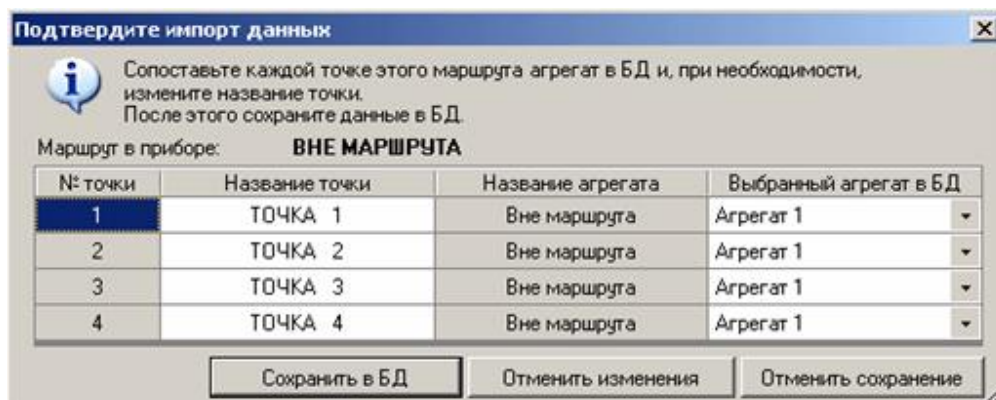 Подтвердите импорт данных
Сопоставьте каждой точке этого маршрута агрегат в БД и, при необходимости,
измените название точки.
После этого сохраните данные в БД.
Маршрут в приборе: ВНЕ МАРШРУТА
№ точки Название точки Название агрегата Выбранный агрегат в БД
1 ТОЧКА 1 Вне маршрута Агрегат 1
2 ТОЧКА 2 Вне маршрута Агрегат 1
3 ТОЧКА 3 Вне маршрута Агрегат 1
4 ТОЧКА 4 Вне маршрута Агрегат 1
Сохранить в БД Отменить изменения Отменить сохранение